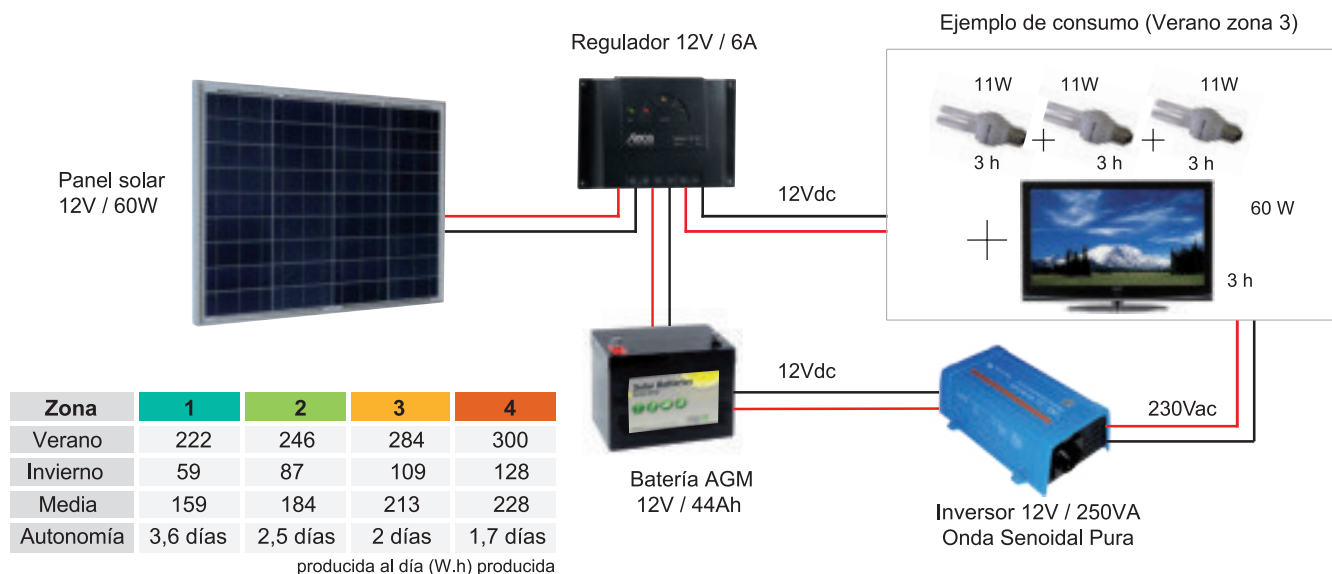 Ejemplo de consumo (Verano zona 3)
Regulador 12V / 6A
11W
11W
11W
3 h
3 h
3 h
Panel solar
12V / 60W
12Vdc
60 W
3 h
12Vdc
230Vac
Solar Batteries
Batería AGM
12V / 44Ah
Inversor 12V / 250VA
Onda Senoidal Pura
Zona 1 2 3 4
Verano 222 246 284 300
Invierno 59 87 109 128
Media 159 184 213 228
Autonomía 3,6 días 2,5 días 2 días 1,7 días
producida al día (W.h) producida